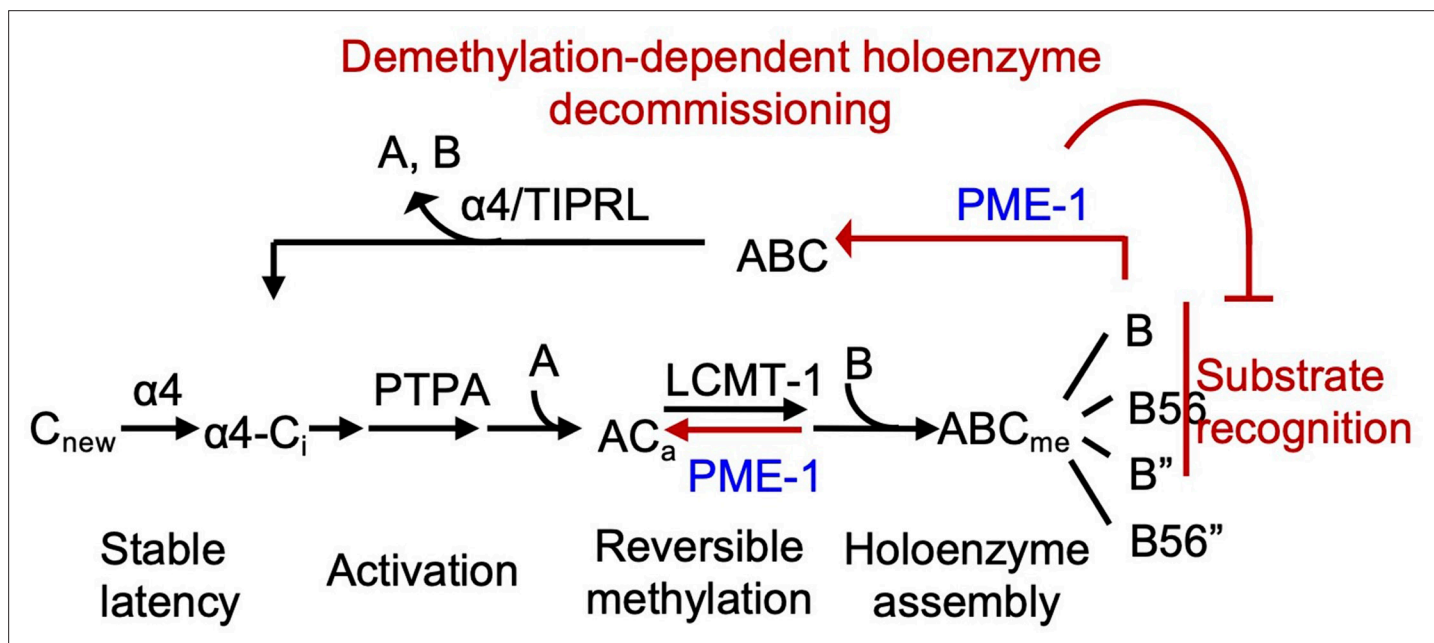 Demethylation-dependent holoenzyme
decommissioning
A, B
α4/TIPRL
PME-1
ABC
B
A
B
LCMT-1
α4
PTPA
B56
Substrate
recognition
C_new
α4-C_i
AC_a
ABC_me
PME-1
B”
B56”
Stable
latency
Activation
Reversible
methylation
Holoenzyme
assembly